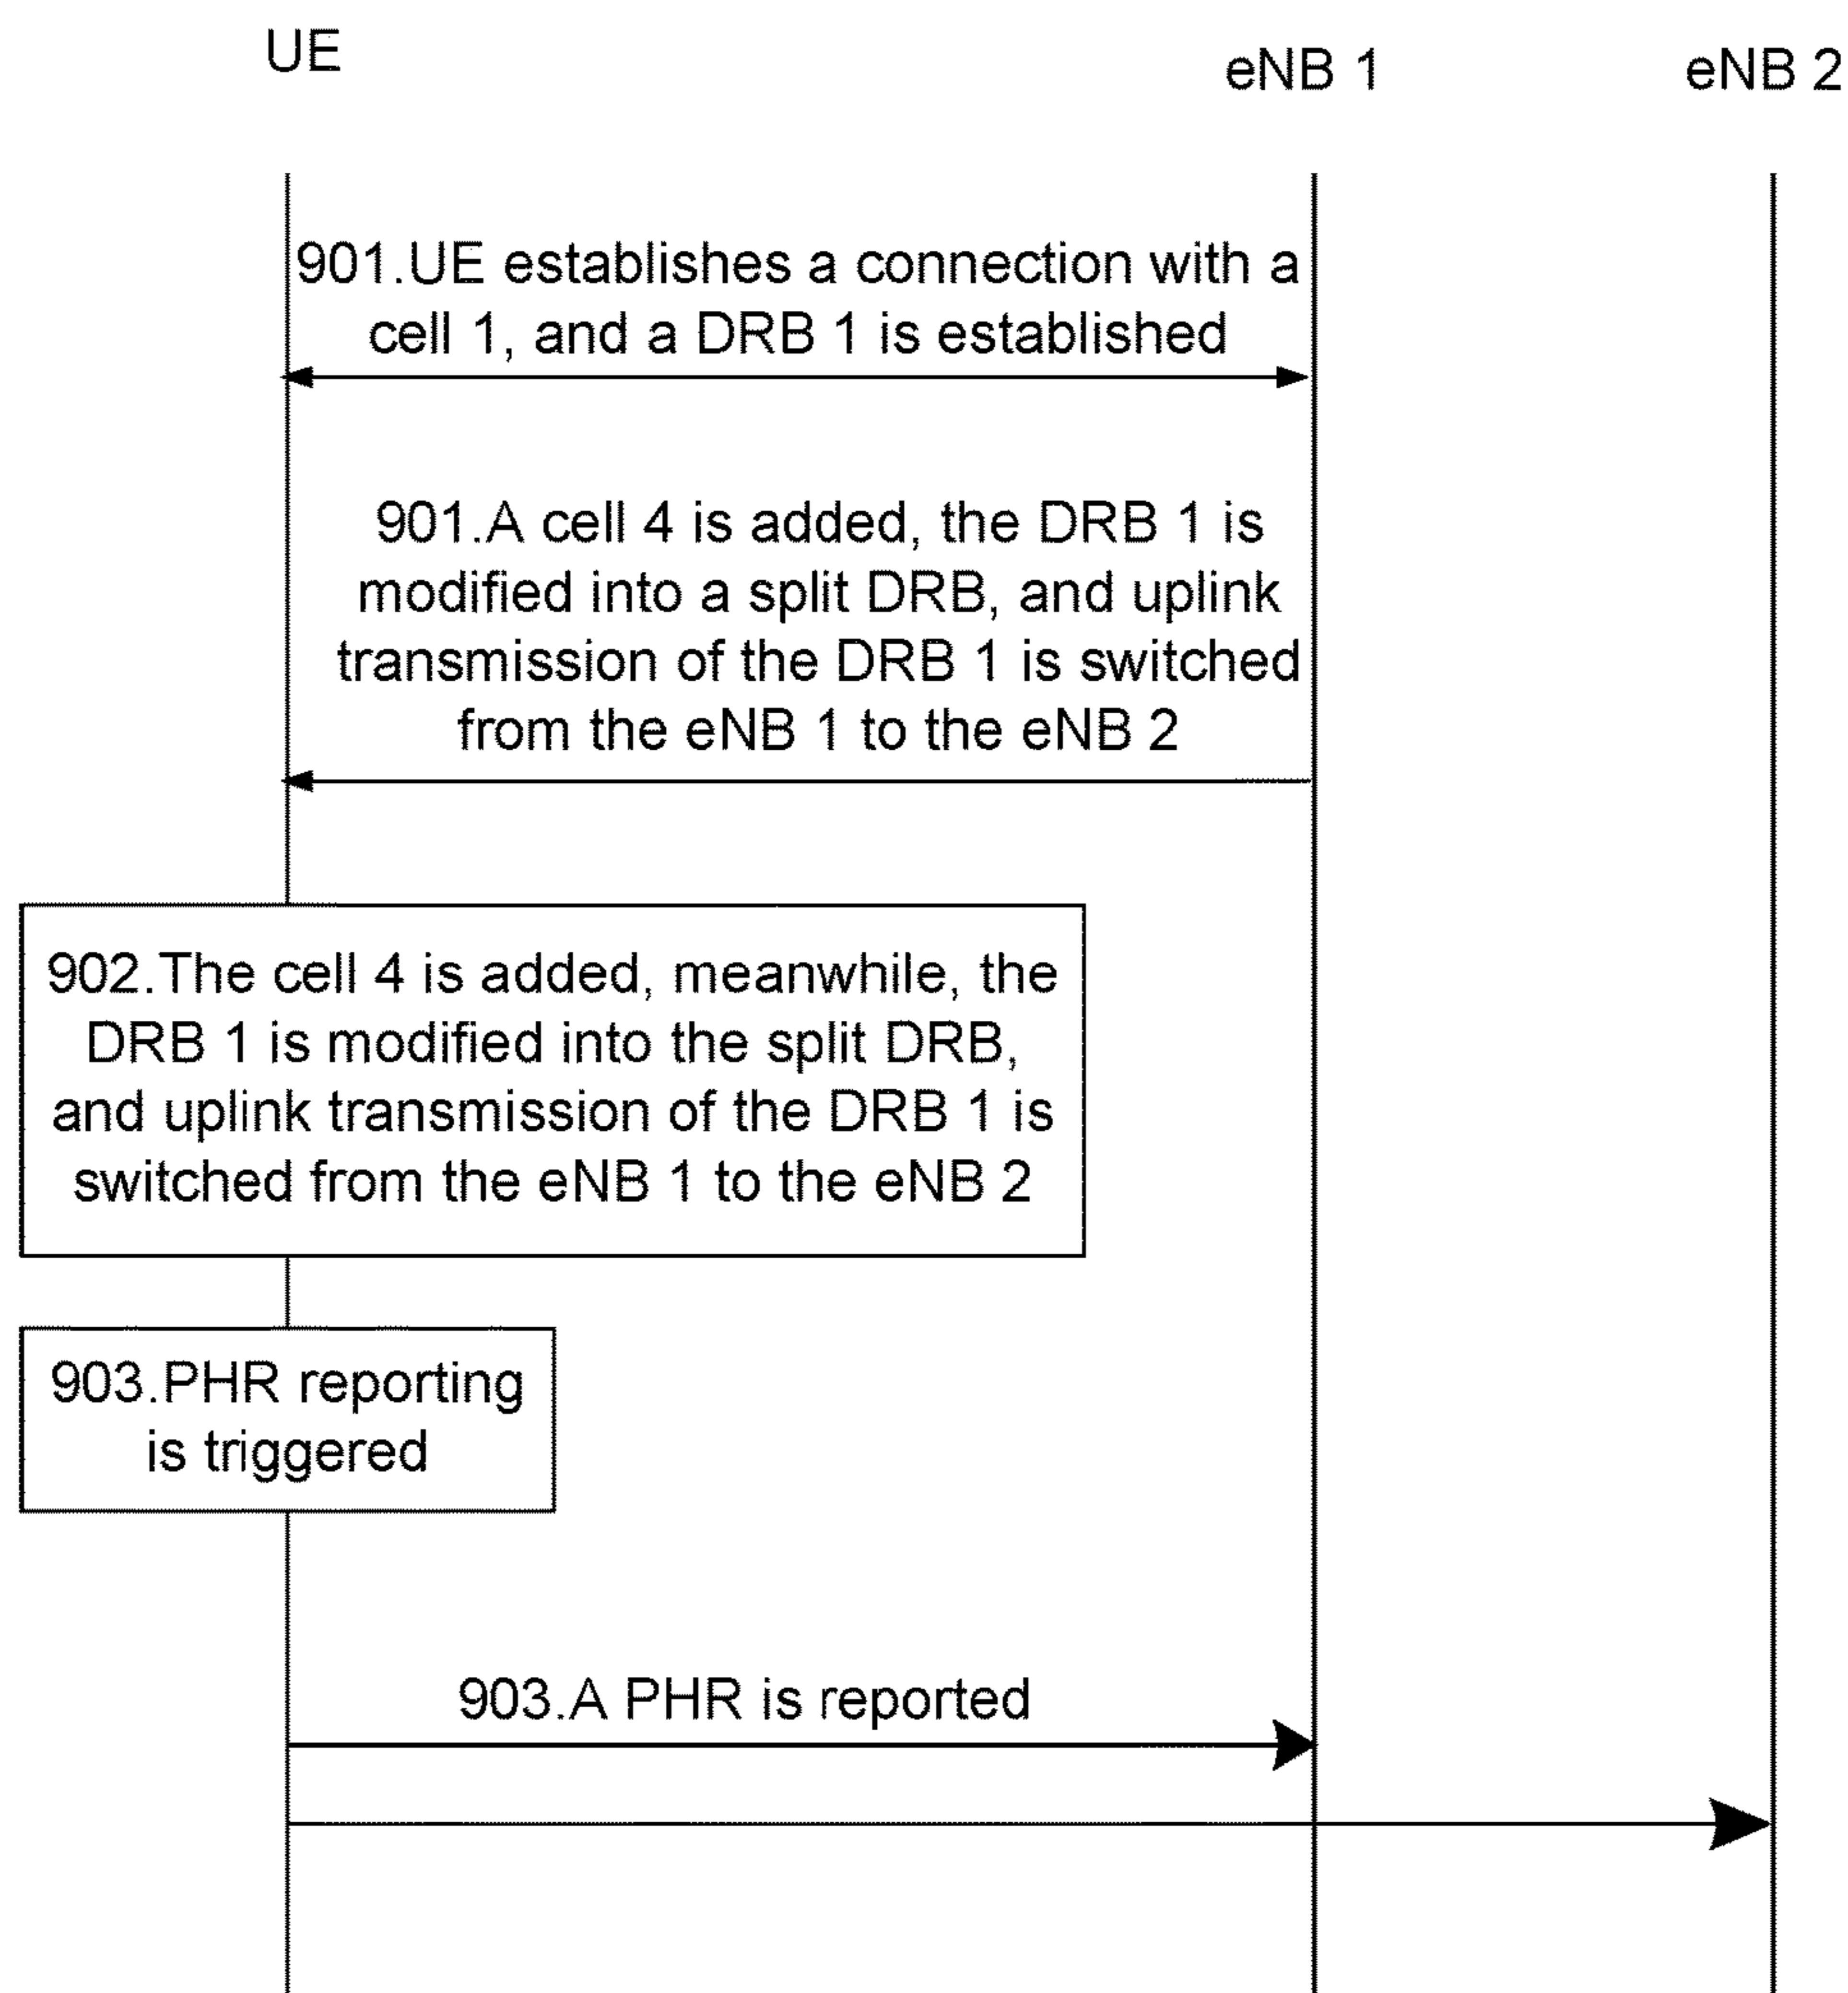 UE
eNB 1
eNB 2
901.UE establishes a connection with a
cell 1, and a DRB 1 is established
901.A cell 4 is added, the DRB 1 is
modified into a split DRB, and uplink
transmission of the DRB 1 is switched
from the eNB 1 to the eNB 2
902.The cell 4 is added, meanwhile, the
DRB 1 is modified into the split DRB,
and uplink transmission of the DRB 1 is
switched from the eNB 1 to the eNB 2
903.PHR reporting
is triggered
903.A PHR is reported